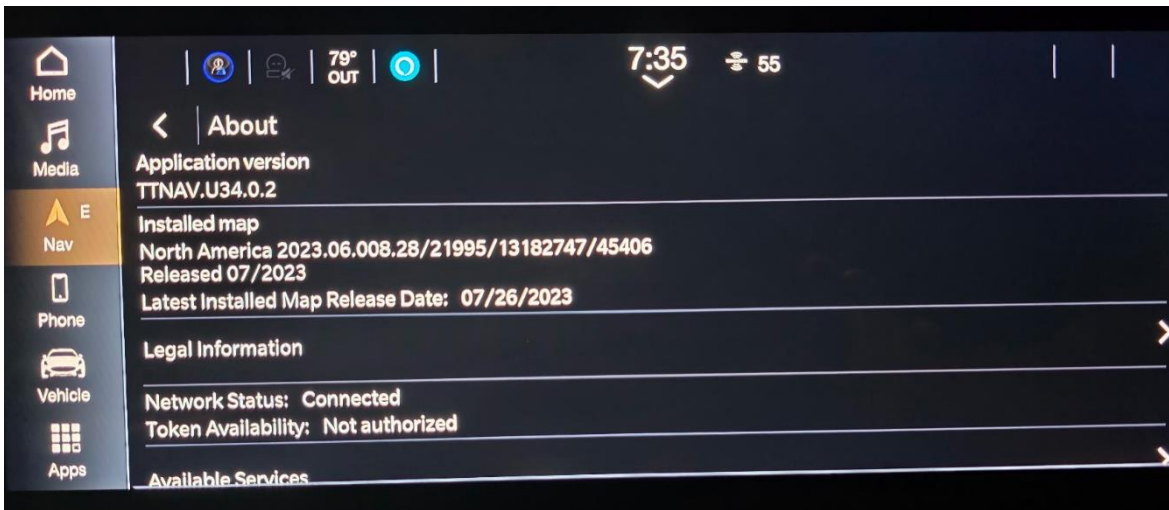 Home
Media
E
Nav
Phone
Vehicle
Apps
79°
OUT
7:35
55
About
Application version
TTNAV.U34.0.2
Installed map
North America 2023.06.008.28/21995/13182747/45406
Released 07/2023
Latest Installed Map Release Date: 07/26/2023
Legal Information
Network Status: Connected
Token Availability: Not authorized
Available Services